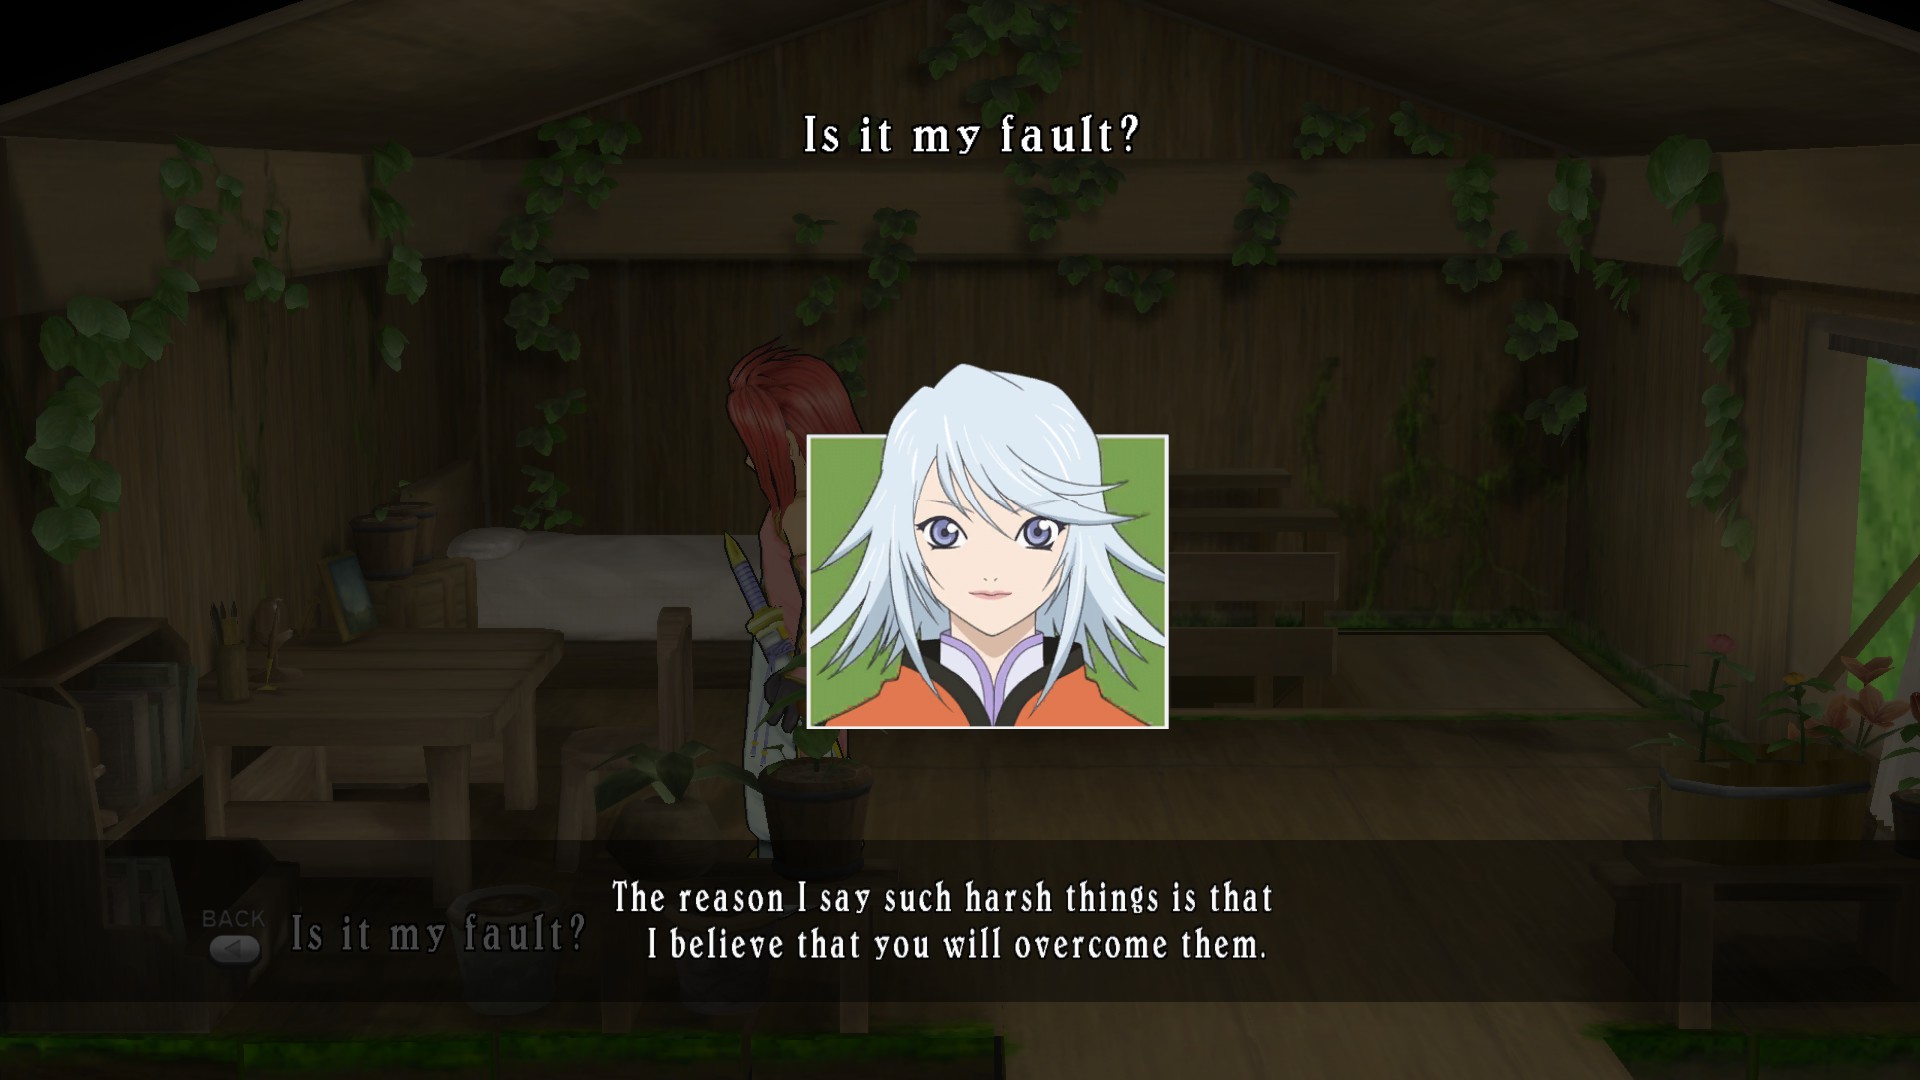 Is it my fault?
The reason I say such harsh things is that
I believe that you will overcome them.
BACK
Is it my fault?